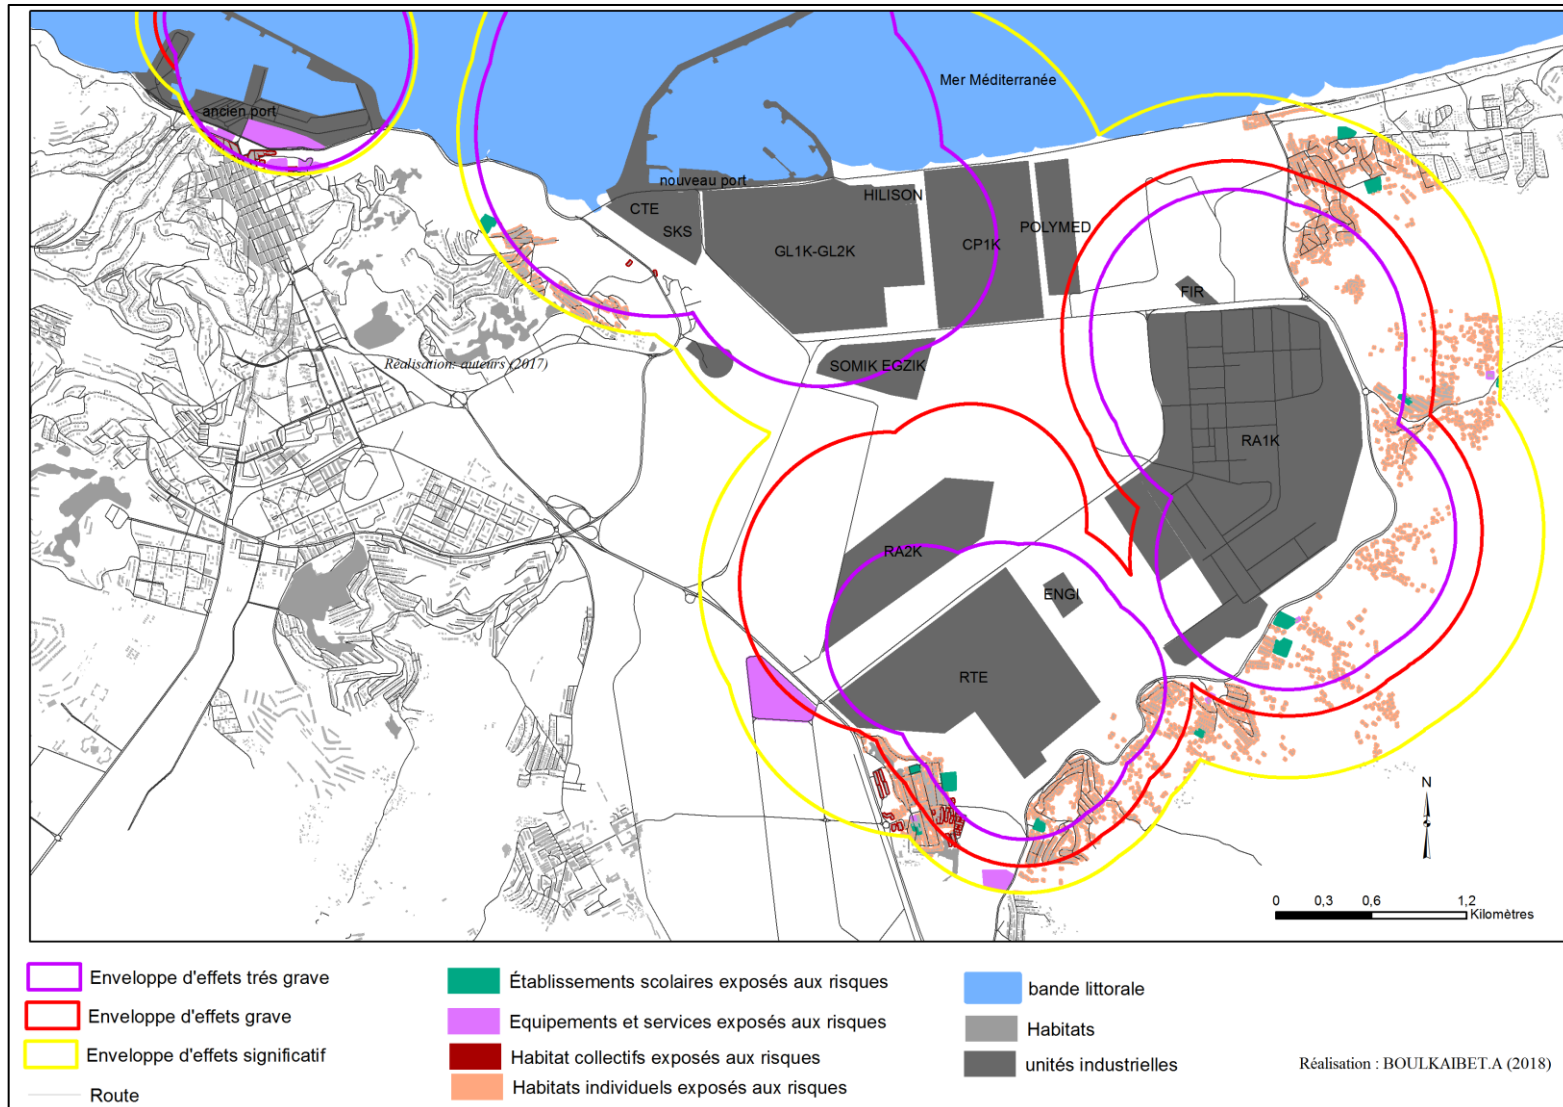 Mer Méditerranée
ancien port
nouveau port
HILISON
CTE
SKS
GL1K-GL2K
CP1K
POLYMED
FIR
Réalisation: auteurs (2017)
SOMIK EGZIK
RA1K
RA2K
ENGI
RTE
N
0 0,3 0,6 1,2
Kilomètres
Enveloppe d'effets trés grave
Enveloppe d'effets grave
Enveloppe d'effets significatif
Route
Établissements scolaires exposés aux risques
Equipements et services exposés aux risques
Habitat collectifs exposés aux risques
Habitats individuels exposés aux risques
bande littorale
Habitats
unités industrielles
Réalisation : BOULKAIBET.A (2018)